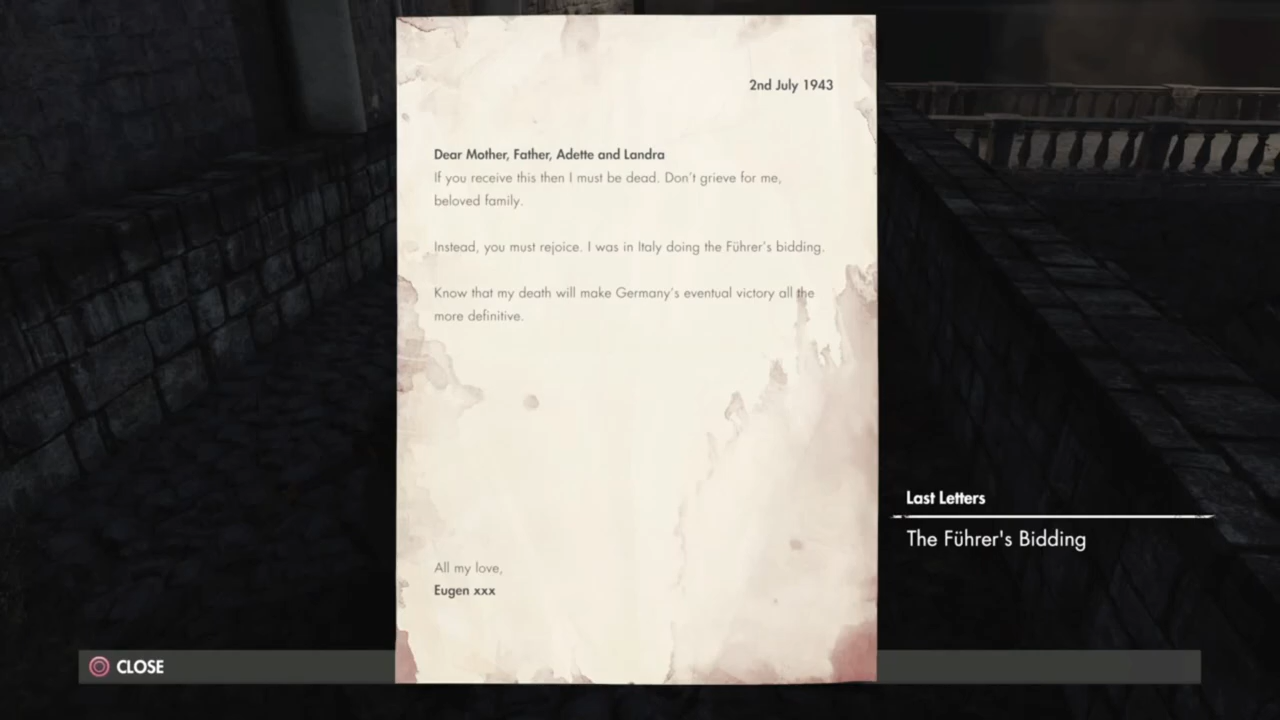 2nd July 1943
Dear Mother, Father, Adette and Landra
If you receive this then I must be dead. Don't grieve for me,
beloved family.
Instead, you must rejoice. I was in Italy doing the Führer's bidding.
Know that my death will make Germany's eventual victory all the
more definitive.
All my love,
Eugen xxx
Last Letters
The Führer's Bidding
CLOSE